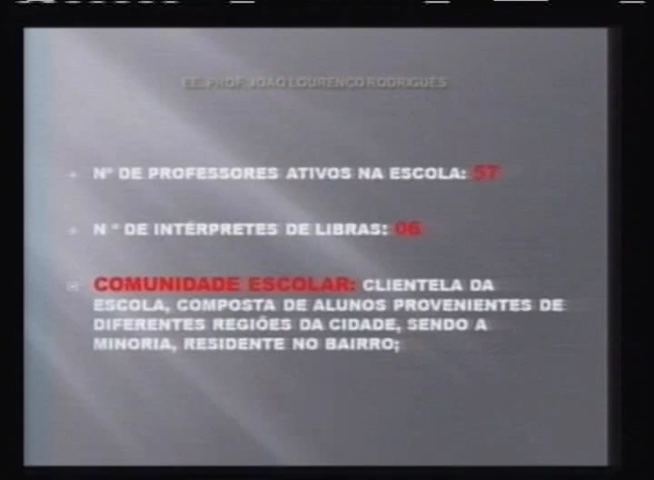 EE. PROF. JOÃO LOURENÇO RODRIGUES
Nº DE PROFESSORES ATIVOS NA ESCOLA: 57
N º DE INTÉRPRETES DE LIBRAS: 06
COMUNIDADE ESCOLAR: CLIENTELA DA
ESCOLA, COMPOSTA DE ALUNOS PROVENIENTES DE
DIFERENTES REGIÕES DA CIDADE, SENDO A
MINORIA, RESIDENTE NO BAIRRO;